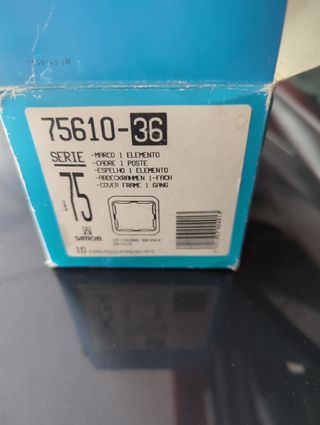 75610-36
SERIE
75
-MARCO 1 ELEMENTO
-CADRE 1 POSTE
-ESPELHO 1 ELEMENTO
-ABDECKRAHMEN 1-FACH
-COVER FRAME 1 GANG
simon
10